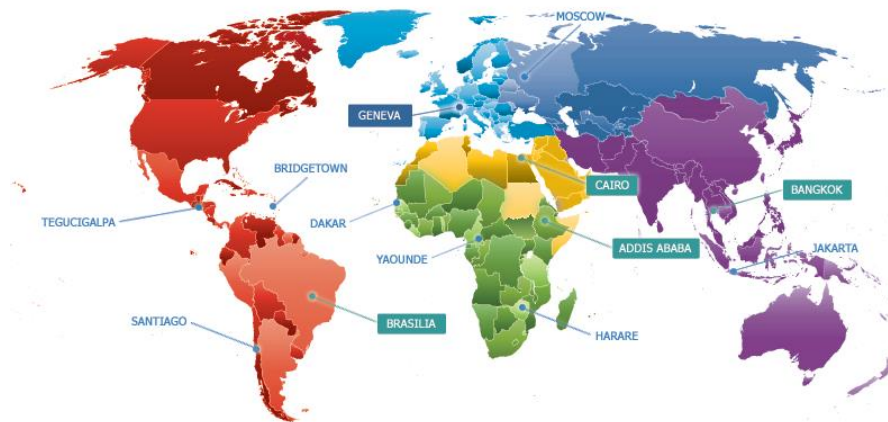 MOSCOW
GENEVA
BRIDGETOWN
CAIRO
BANGKOK
TEGUCIGALPA
DAKAR
ADDIS ABABA
JAKARTA
YAOUNDE
SANTIAGO
BRASILIA
HARARE